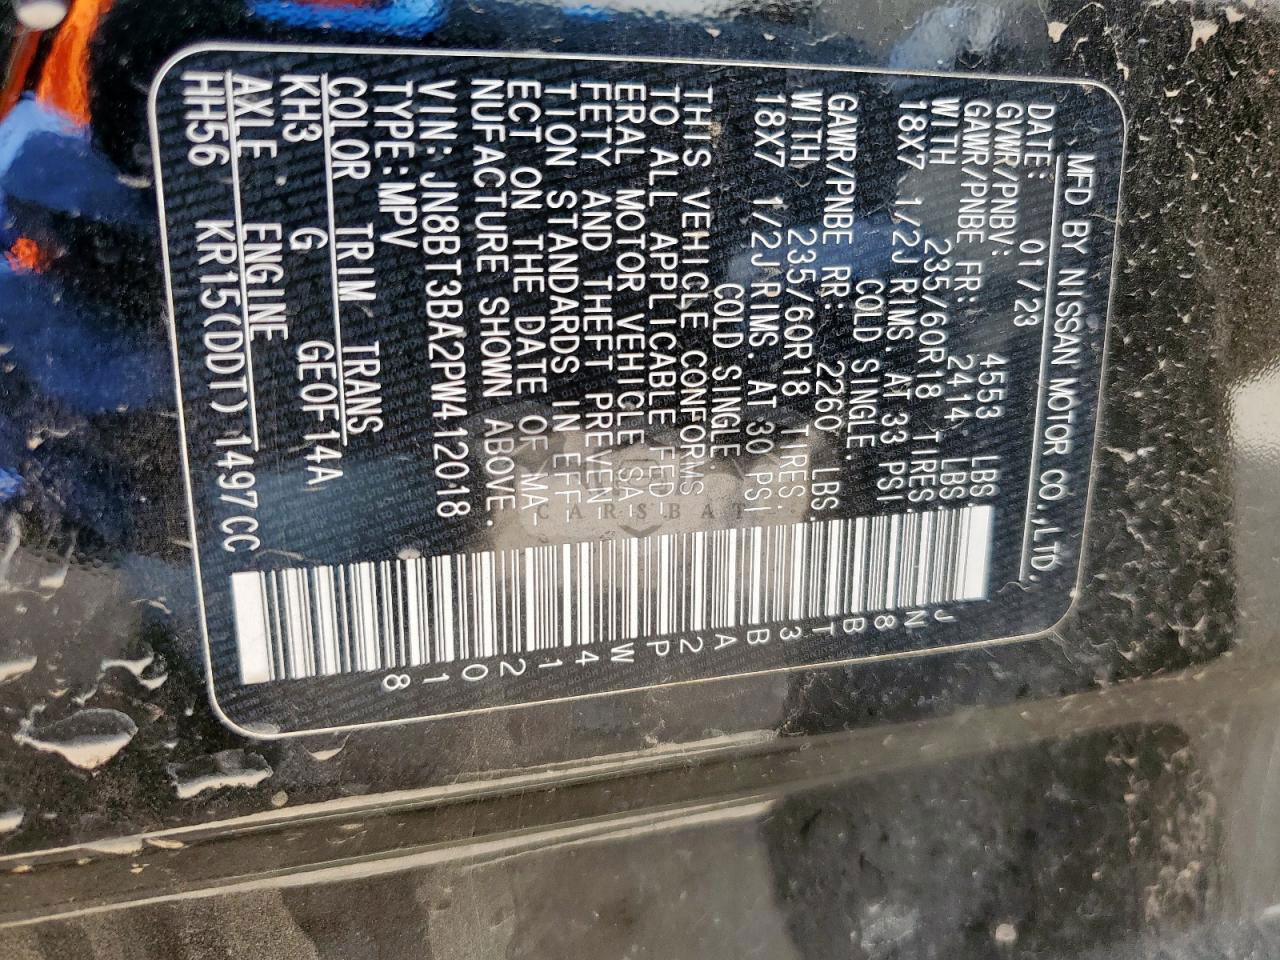 MFD BY NISSAN MOTOR CO.,LTD.
DATE: 01/23
GVWR/PNBV: 4553 LBS.
GAWR/PNBE FR: 2414 LBS.
WITH 235/60R18 TIRES.
18X7 1/2J RIMS. AT 33 PSI
COLD SINGLE.
GAWR/PNBE RR: 2260 LBS.
WITH 235/60R18 TIRES.
18X7 1/2J RIMS. AT 30 PSI
COLD SINGLE
THIS VEHICLE CONFORMS
TO ALL APPLICABLE FED-
ERAL MOTOR VEHICLE SA-
FETY AND THEFT PREVEN-
TION STANDARDS IN EFF-
ECT ON THE DATE OF MA-
NUFACTURE SHOWN ABOVE.
VIN: JN8BT3BA2PW412018
TYPE:MPV
COLOR TRIM TRANS
KH3 G GE0F14A
AXLE ENGINE
HH56 KR15(DDT) 1497CC
JN8BT3BA2PW412018
CARSBAT